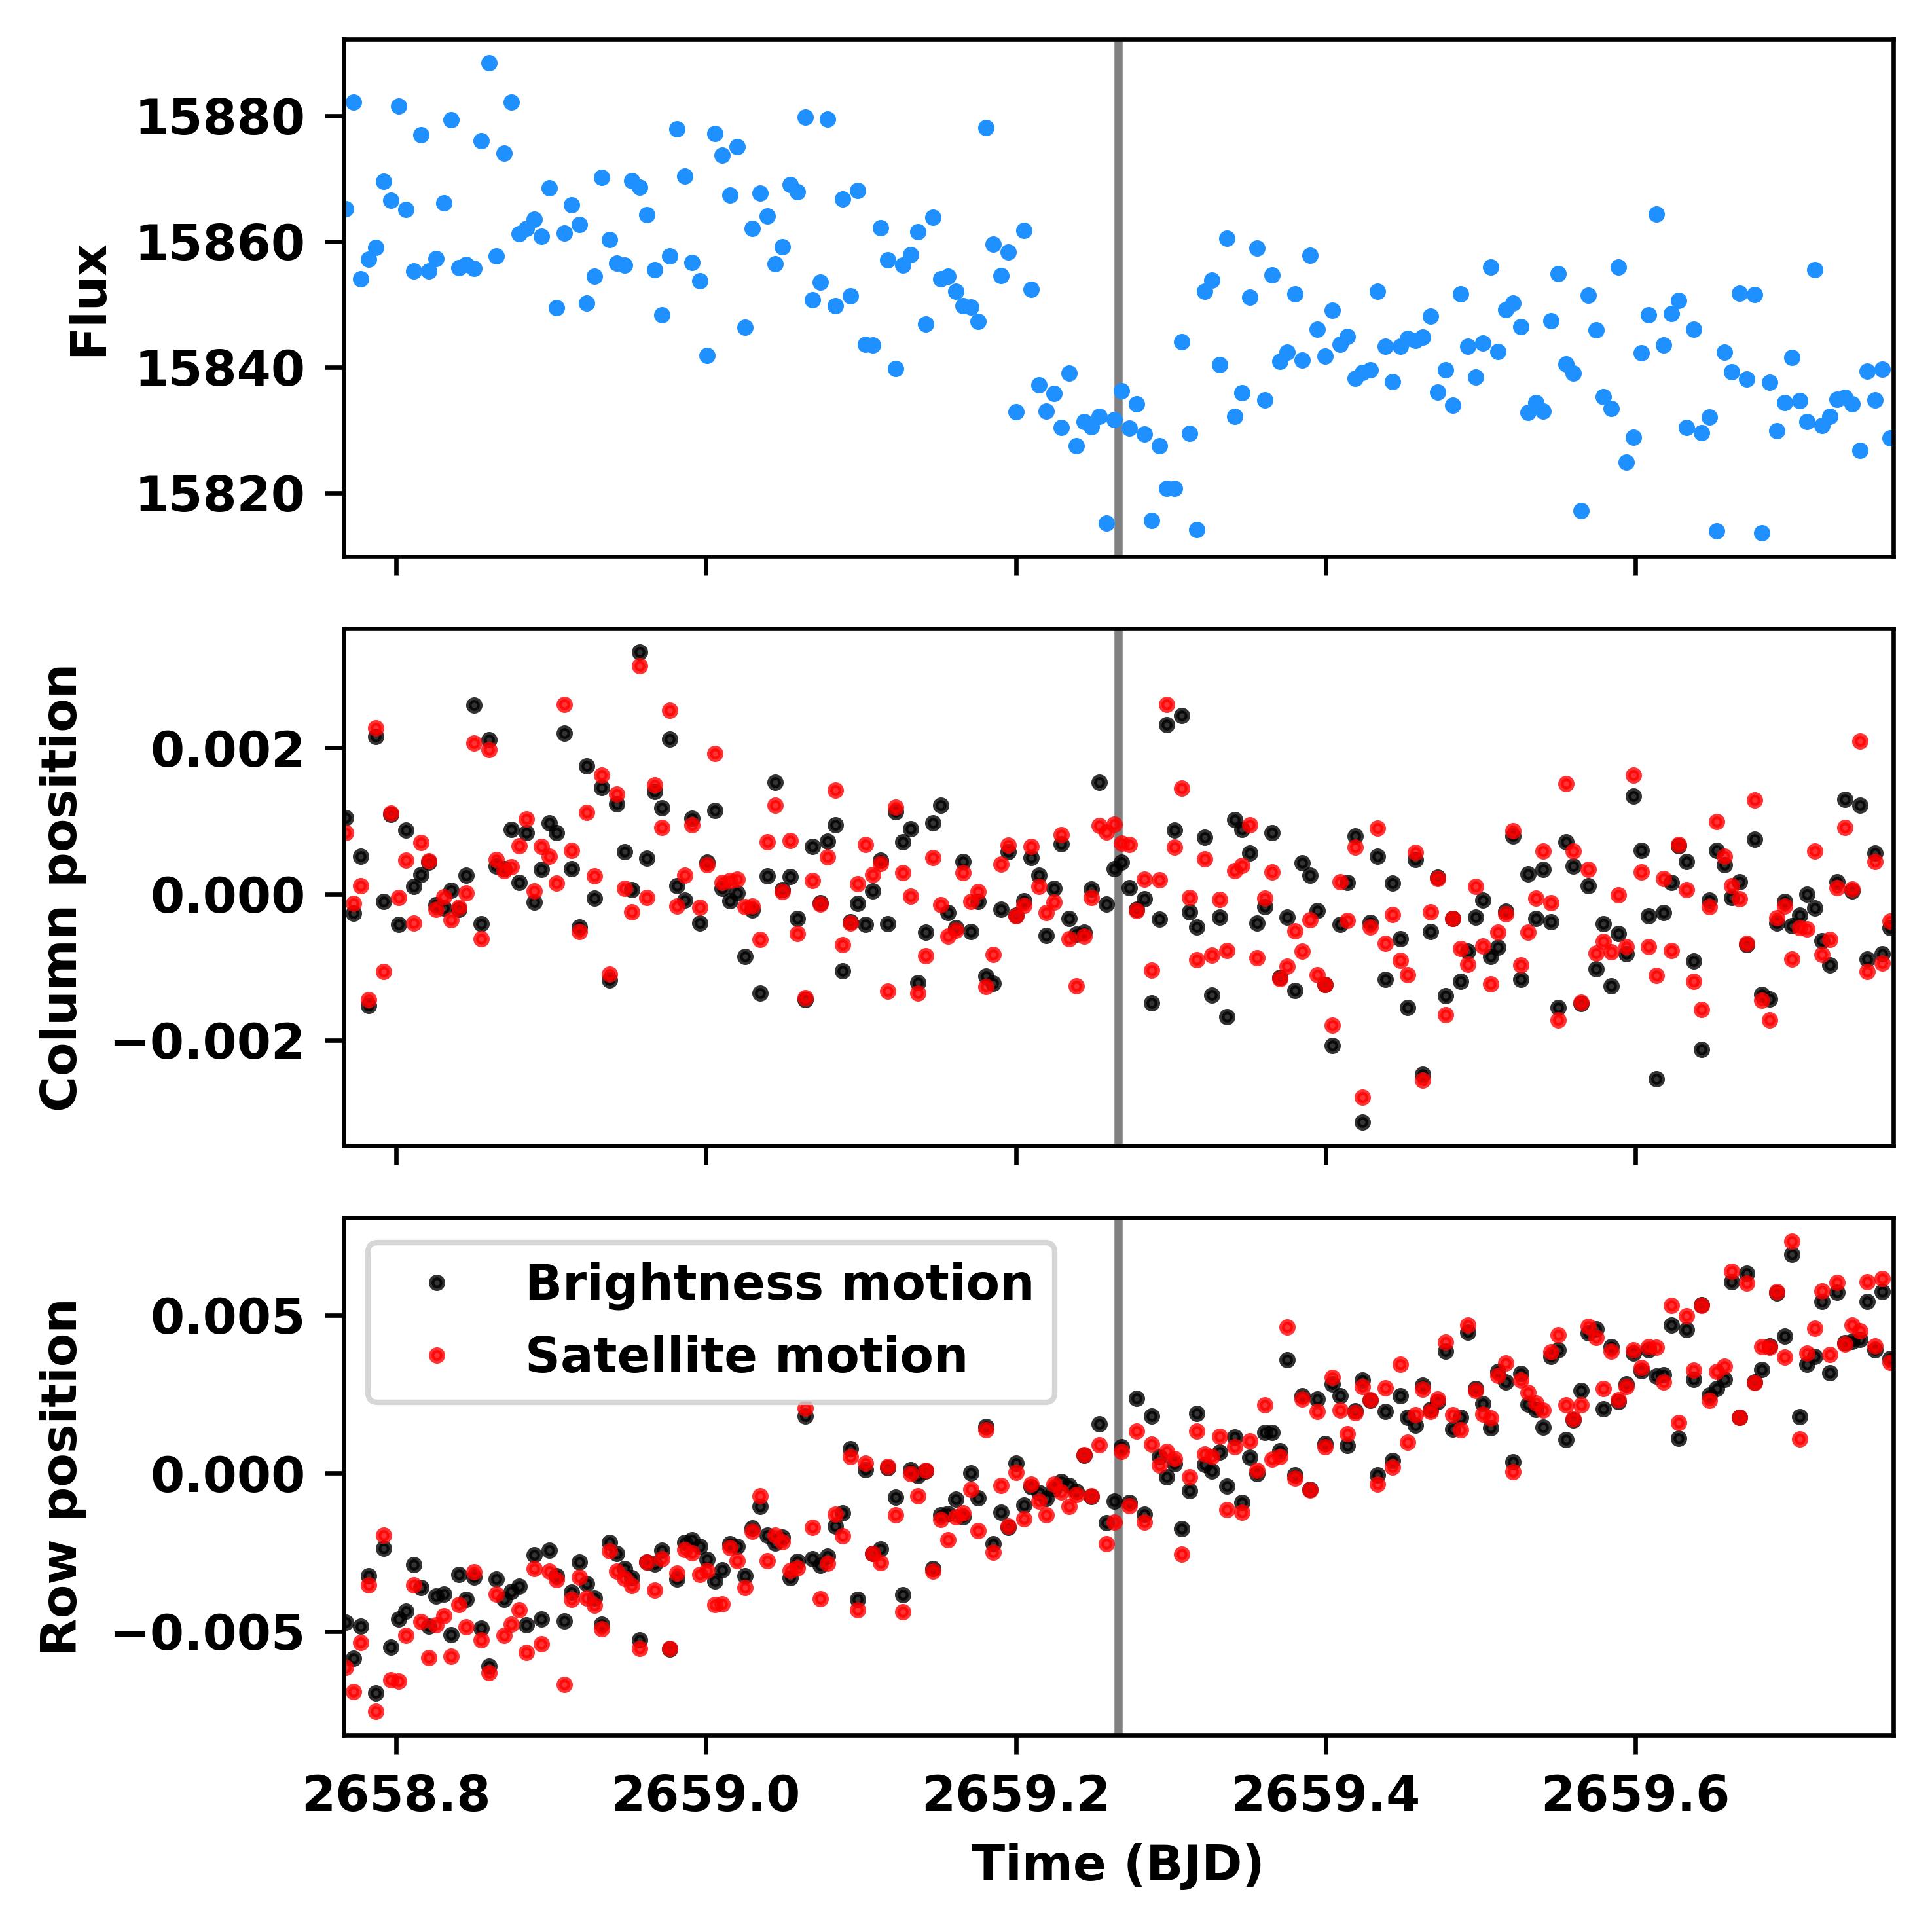 15880
15860
15840
15820
Flux
0.002
0.000
−0.002
Column position
Brightness motion
Satellite motion
0.005
0.000
−0.005
Row position
2658.8 2659.0 2659.2 2659.4 2659.6
Time (BJD)